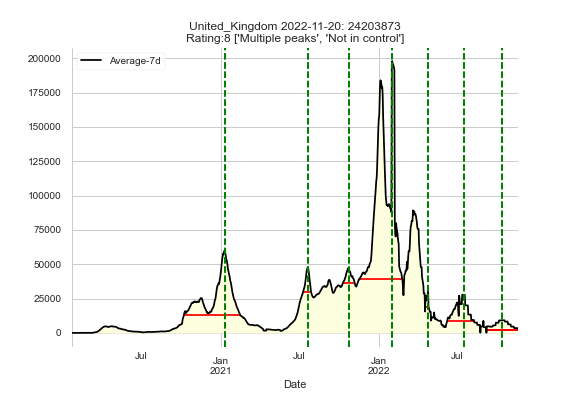 United_Kingdom 2022-11-20: 24203873
Rating:8 ['Multiple peaks', 'Not in control']
Average-7d
200000
175000
150000
125000
100000
75000
50000
25000
0
Jul
Jan
2021
Jul
Jan
2022
Jul
Date